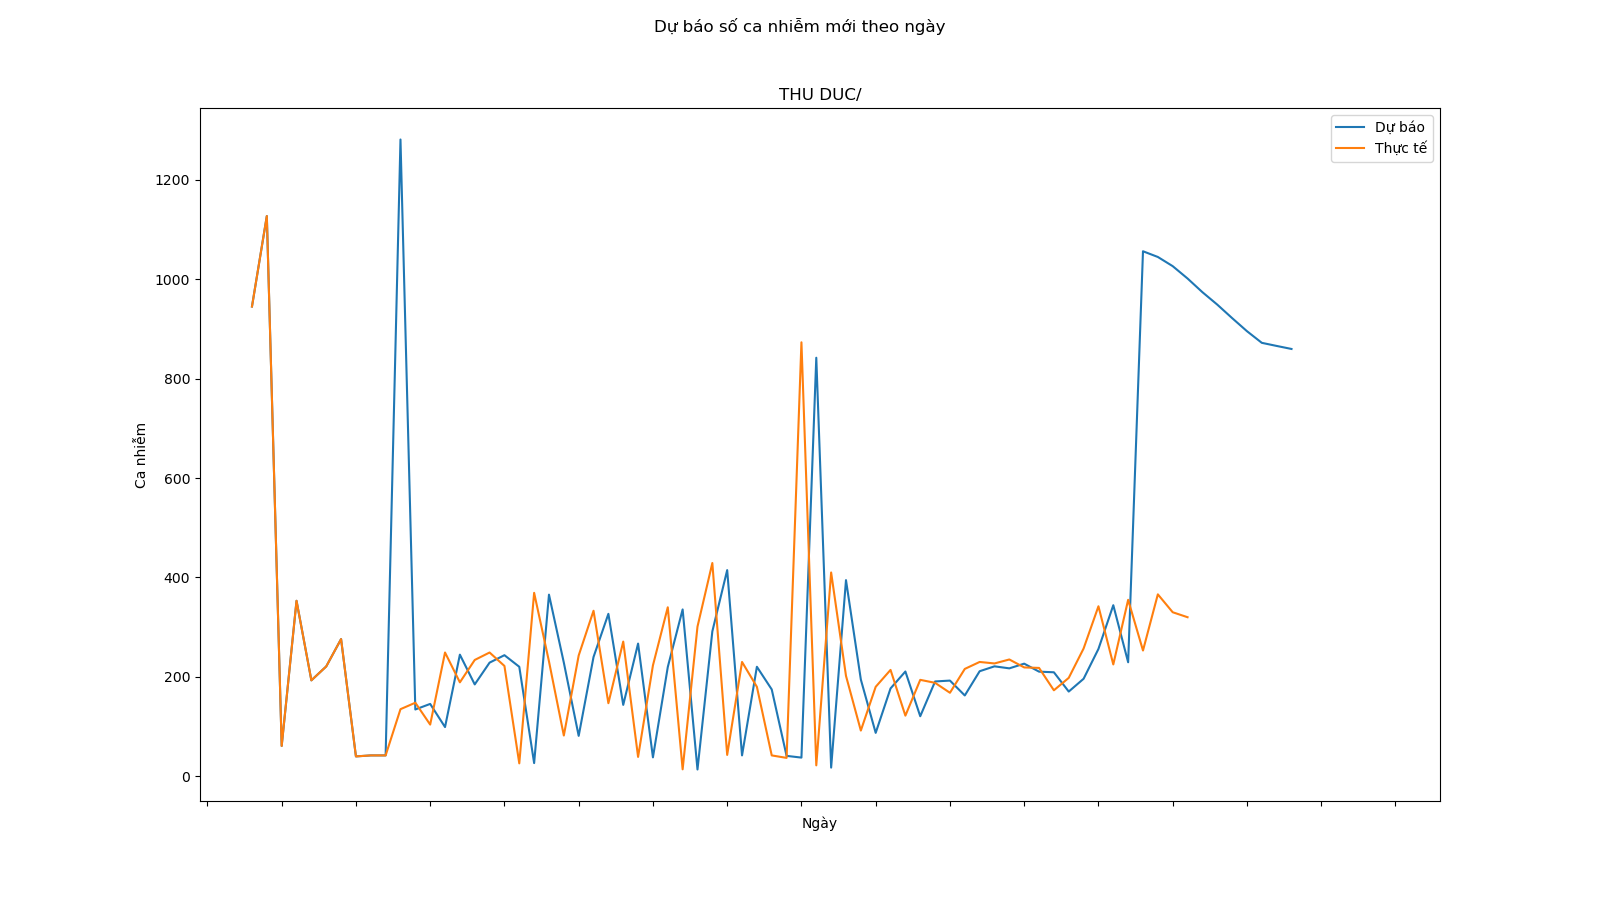 Dự báo số ca nhiễm mới theo ngày
THU DUC/
Dự báo
Thực tế
1200
1000
800
600
400
200
0
Ca nhiễm
Ngày